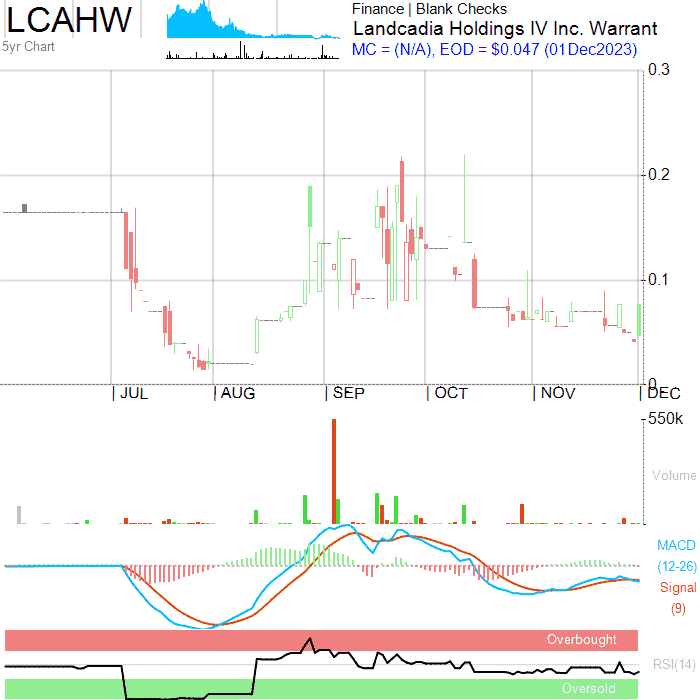 LCAHW
5yr Chart
Finance | Blank Checks
Landcadia Holdings IV Inc. Warrant
MC = (N/A), EOD = $0.047 (01Dec2023)
0.3
0.2
0.1
0
| JUL
| AUG
| SEP
| OCT
| NOV
| DEC
550k
Volume
MACD
(12-26)
Signal
(9)
Overbought
RSI(14)
Oversold